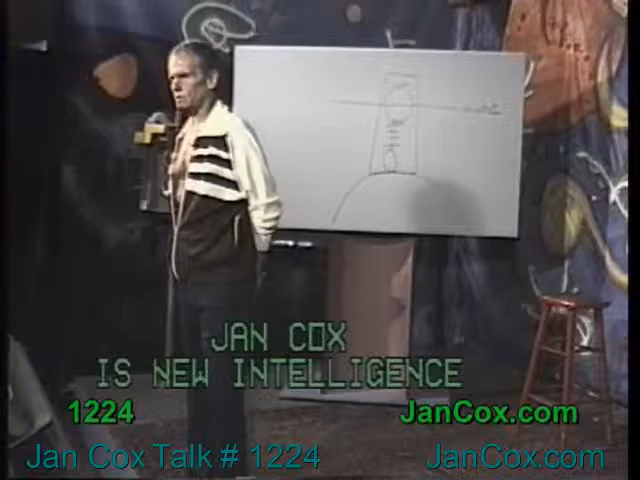 JAN COX
IS NEW INTELLIGENCE
1224 JanCox.com
Jan Cox Talk # 1224 JanCox.com